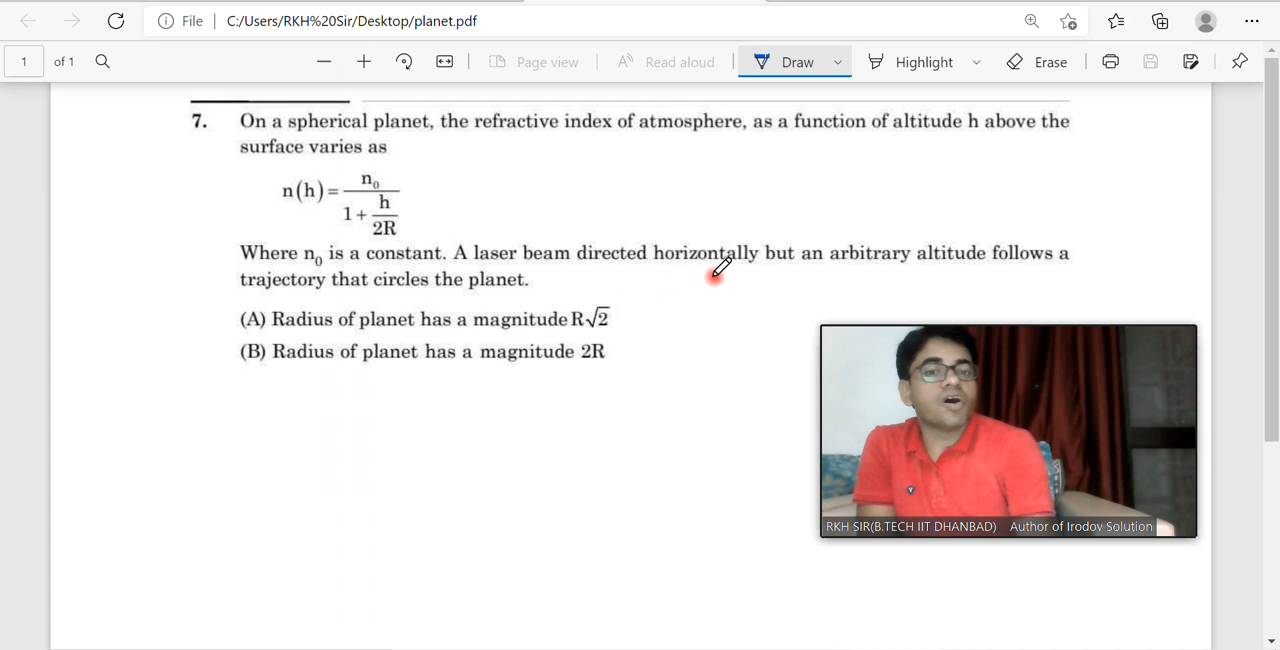 File C:/Users/RKH%20Sir/Desktop/planet.pdf
1 of 1 Page view Read aloud Draw Highlight Erase
7. On a spherical planet, the refractive index of atmosphere, as a function of altitude h above the
surface varies as
n(h) = n₀ / (1 + h/2R)
Where n₀ is a constant. A laser beam directed horizontally but an arbitrary altitude follows a
trajectory that circles the planet.
(A) Radius of planet has a magnitude R√2
(B) Radius of planet has a magnitude 2R
RKH SIR(B.TECH IIT DHANBAD) Author of Irodov Solution